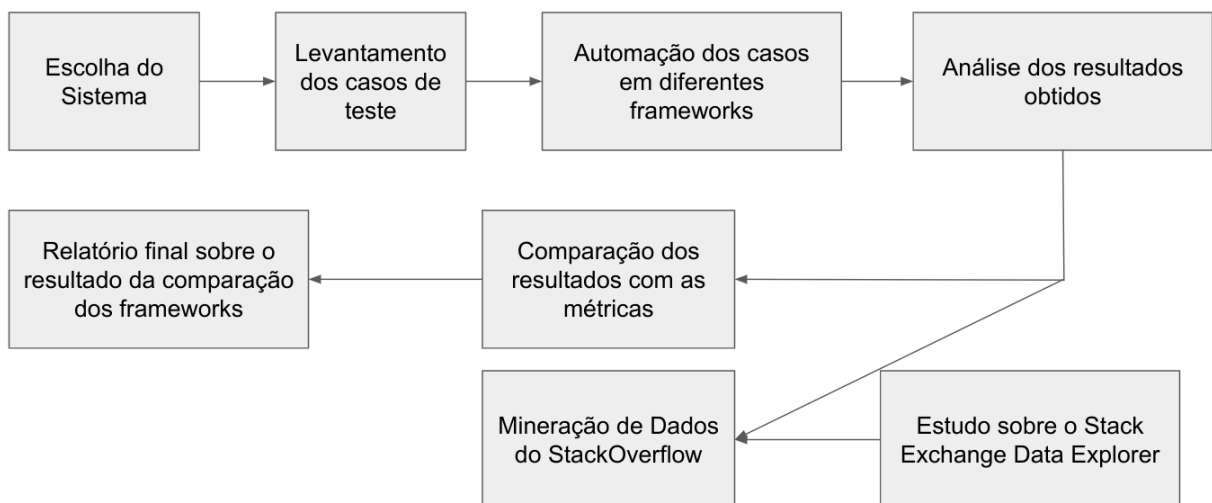 Escolha do
Sistema
Levantamento
dos casos de
teste
Automação dos casos
em diferentes
frameworks
Análise dos resultados
obtidos
Relatório final sobre o
resultado da comparação
dos frameworks
Comparação dos
resultados com as
métricas
Mineração de Dados
do StackOverflow
Estudo sobre o Stack
Exchange Data Explorer